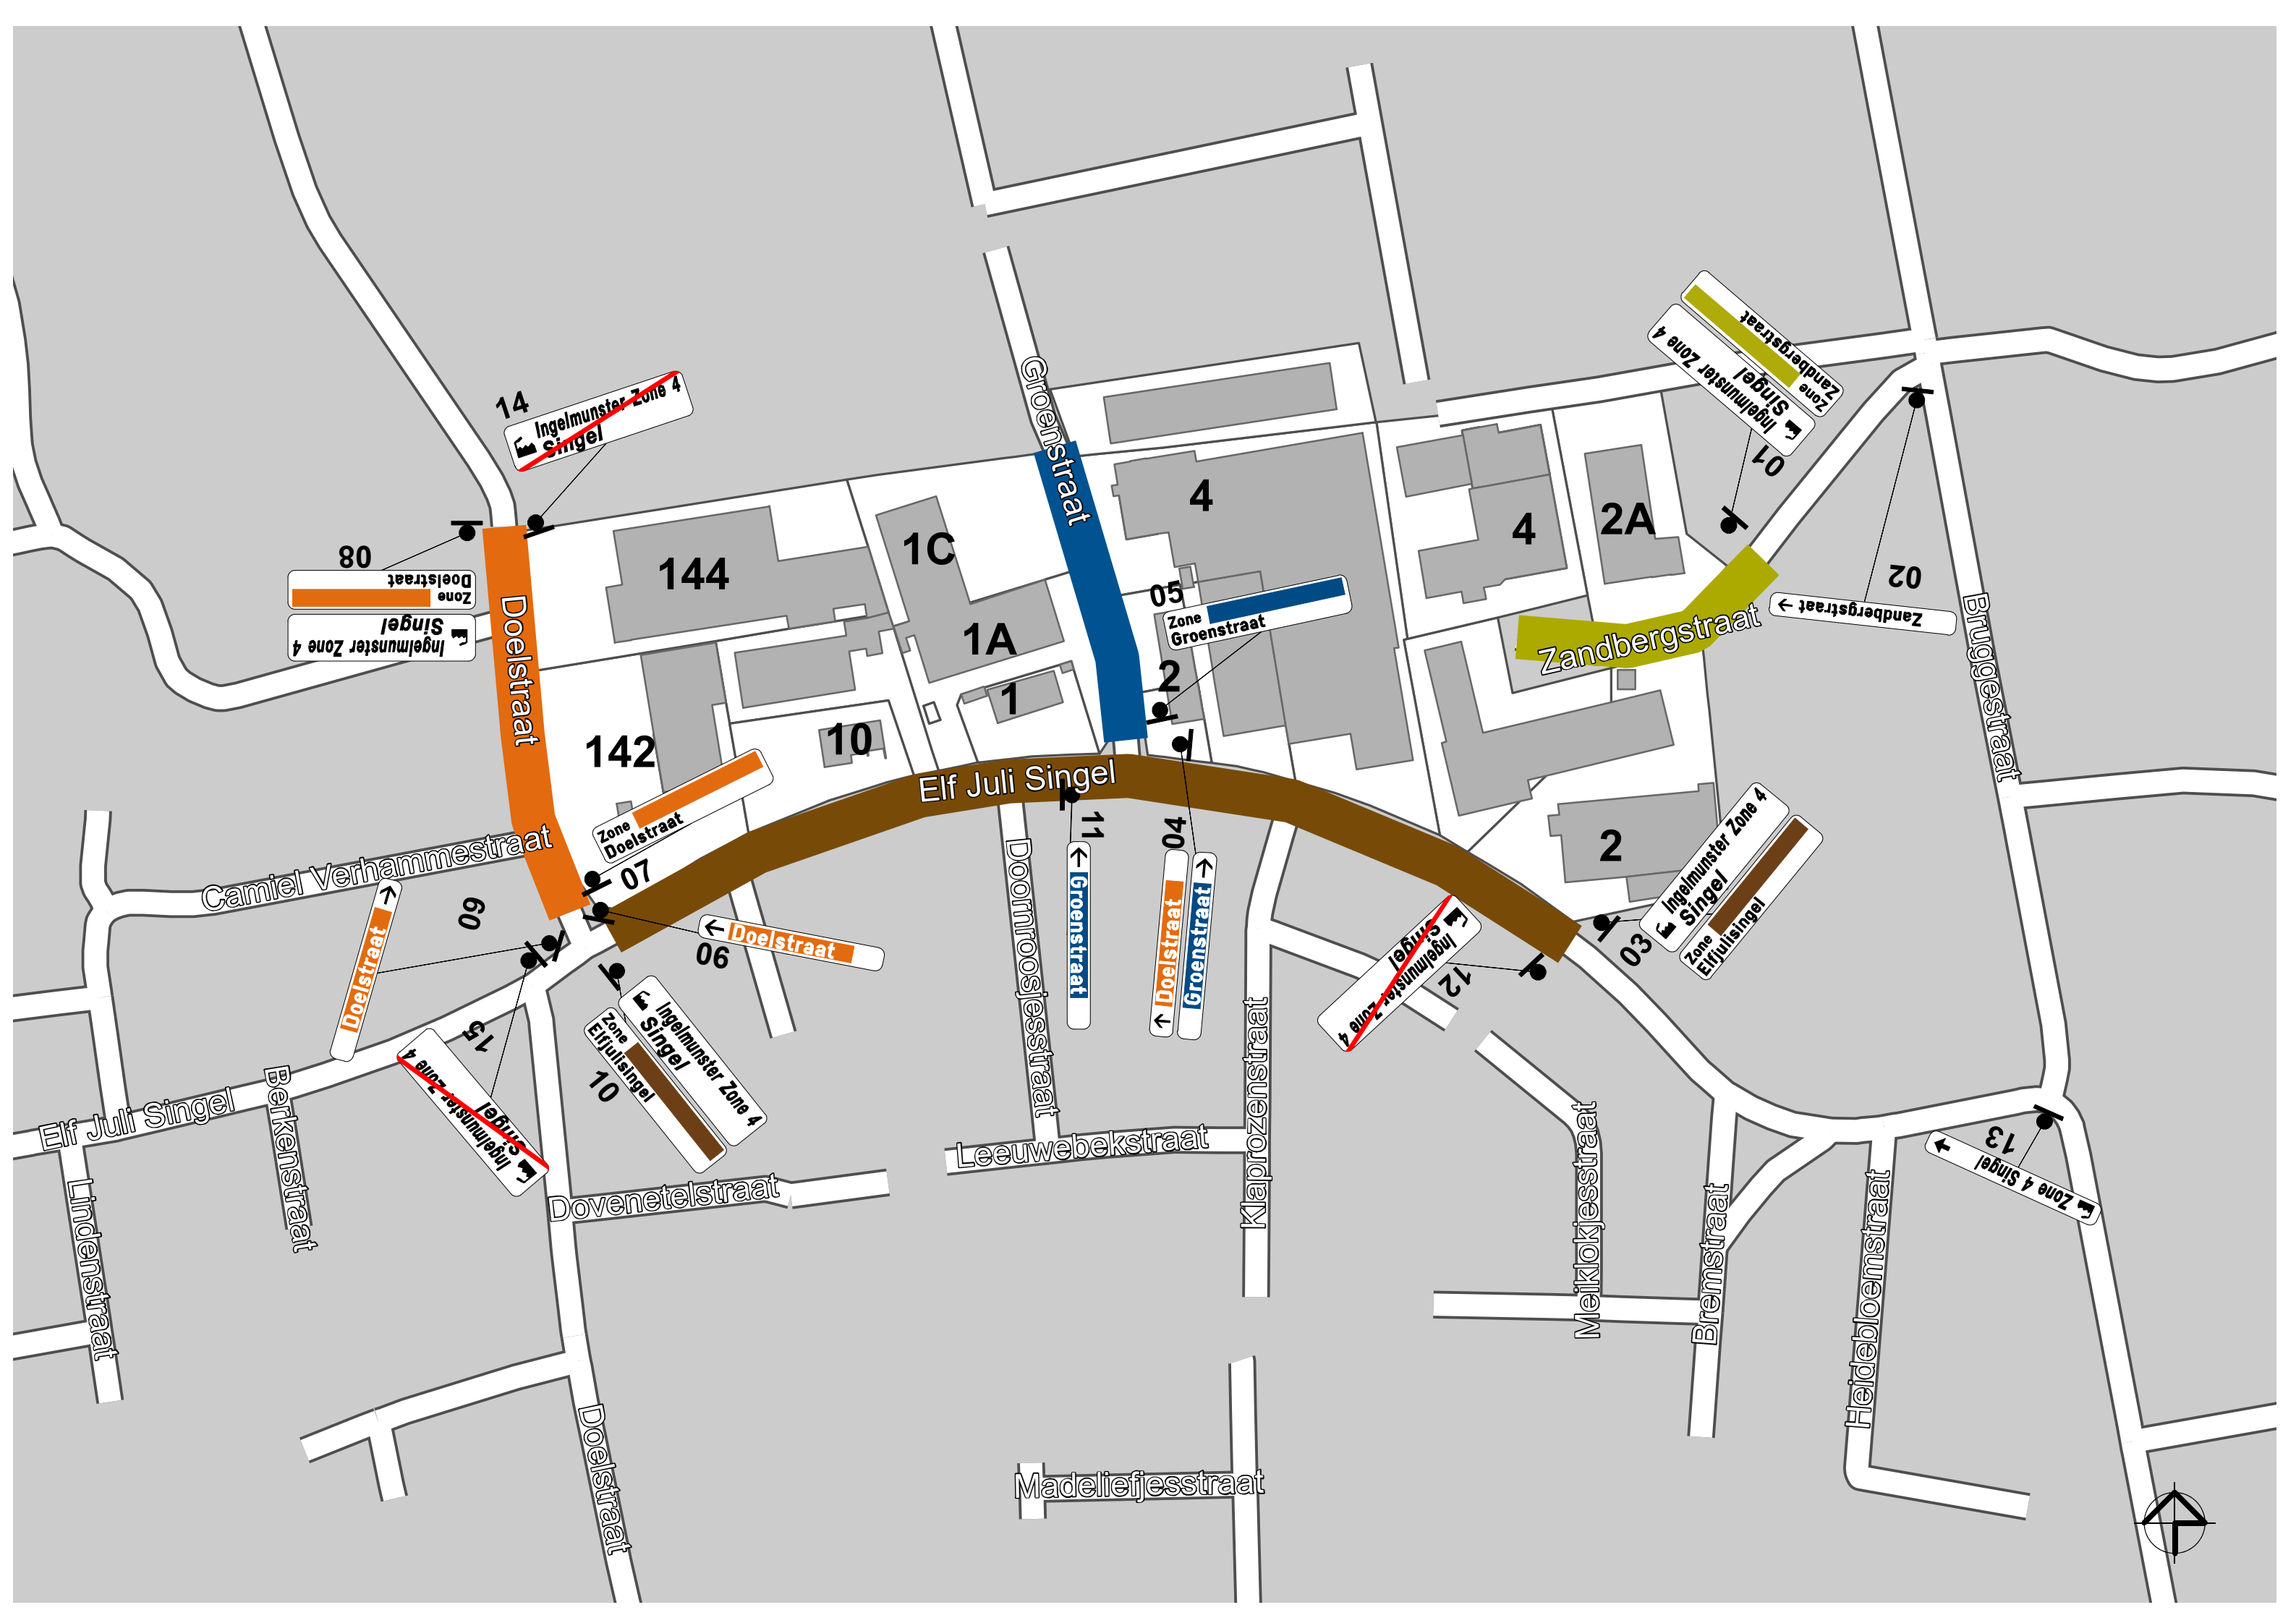 14
Ingelmunster Zone 4
Singel
08
Zone
Doelstraat
Ingelmunster Zone 4
Singel
Doelstraat
144
142
10
1C
1A
1
Groenstraat
4
05
Zone
Groenstraat
2
4
2A
Zone
Zandbergstraat
Ingelmunster Zone 4
Singel
01
02
Zandbergstraat →
Zandbergstraat
Bruggestraat
Elf Juli Singel
Zone
Doelstraat
07
06
← Doelstraat
Camiel Verhammestraat
09
Doelstraat →
15
Ingelmunster Zone 4
Singel
10
Ingelmunster Zone 4
Singel
Zone
Elfjulisingel
11
← Groenstraat
04
← Doelstraat
Groenstraat →
2
03
Ingelmunster Zone 4
Singel
Zone
Elfjulisingel
12
Ingelmunster Zone 4
Singel
13
Zone 4 Singel →
Elf Juli Singel
Berkenstraat
Lindenstraat
Dovenetelstraat
Doornroosjesstraat
Leeuwebekstraat
Klaprozenstraat
Meiklokjesstraat
Bremstraat
Heidebloemstraat
Doelstraat
Madeliefjesstraat